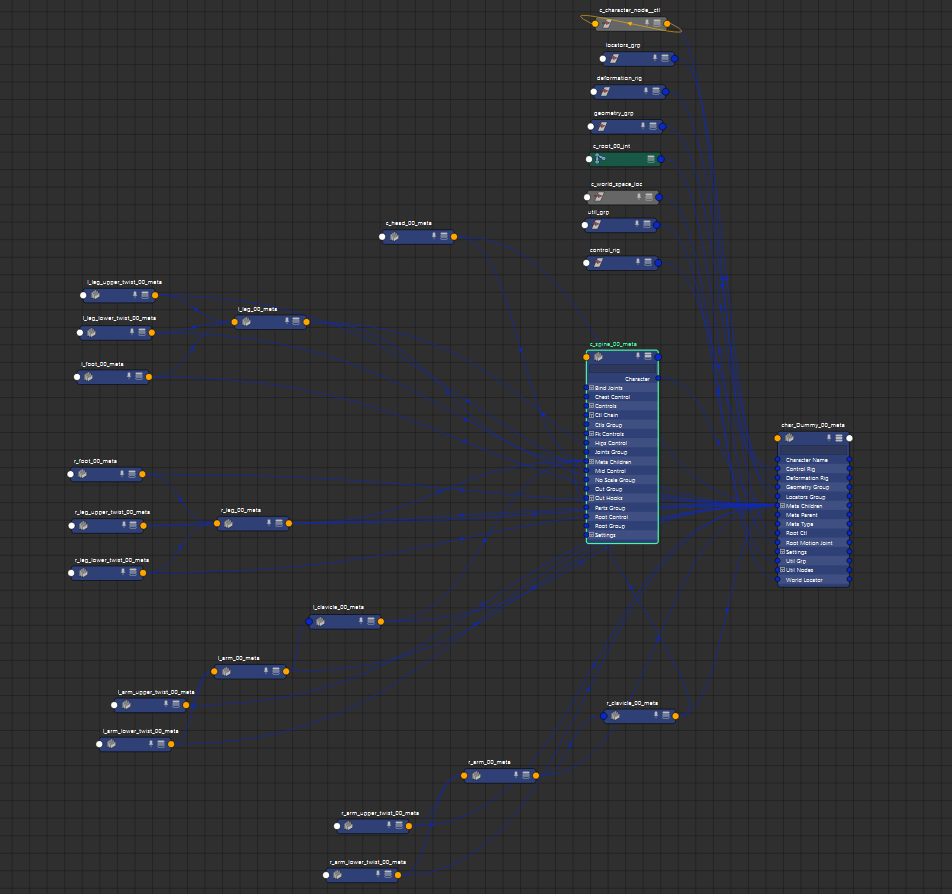 c_character_node__ctl
locators_grp
deformation_rig
geometry_grp
c_root_00_jnt
c_world_space_loc
util_grp
control_rig
c_head_00_meta
l_leg_upper_twist_00_meta
l_leg_00_meta
l_leg_lower_twist_00_meta
l_foot_00_meta
c_spine_00_meta
Character
Bind Joints
Chest Control
Controls
Ctl Chain
Ctls Group
Fk Controls
Hips Control
Joints Group
Meta Children
Mid Control
No Scale Group
Out Group
Out Hooks
Parts Group
Root Control
Root Group
Settings
char_Dummy_00_meta
Character Name
Control Rig
Deformation Rig
Geometry Group
Locators Group
Meta Children
Meta Parent
Meta Type
Root Ctl
Root Motion Joint
Settings
Util Grp
Util Nodes
World Locator
r_foot_00_meta
r_leg_upper_twist_00_meta
r_leg_00_meta
r_leg_lower_twist_00_meta
l_clavicle_00_meta
l_arm_00_meta
l_arm_upper_twist_00_meta
l_arm_lower_twist_00_meta
r_clavicle_00_meta
r_arm_00_meta
r_arm_upper_twist_00_meta
r_arm_lower_twist_00_meta